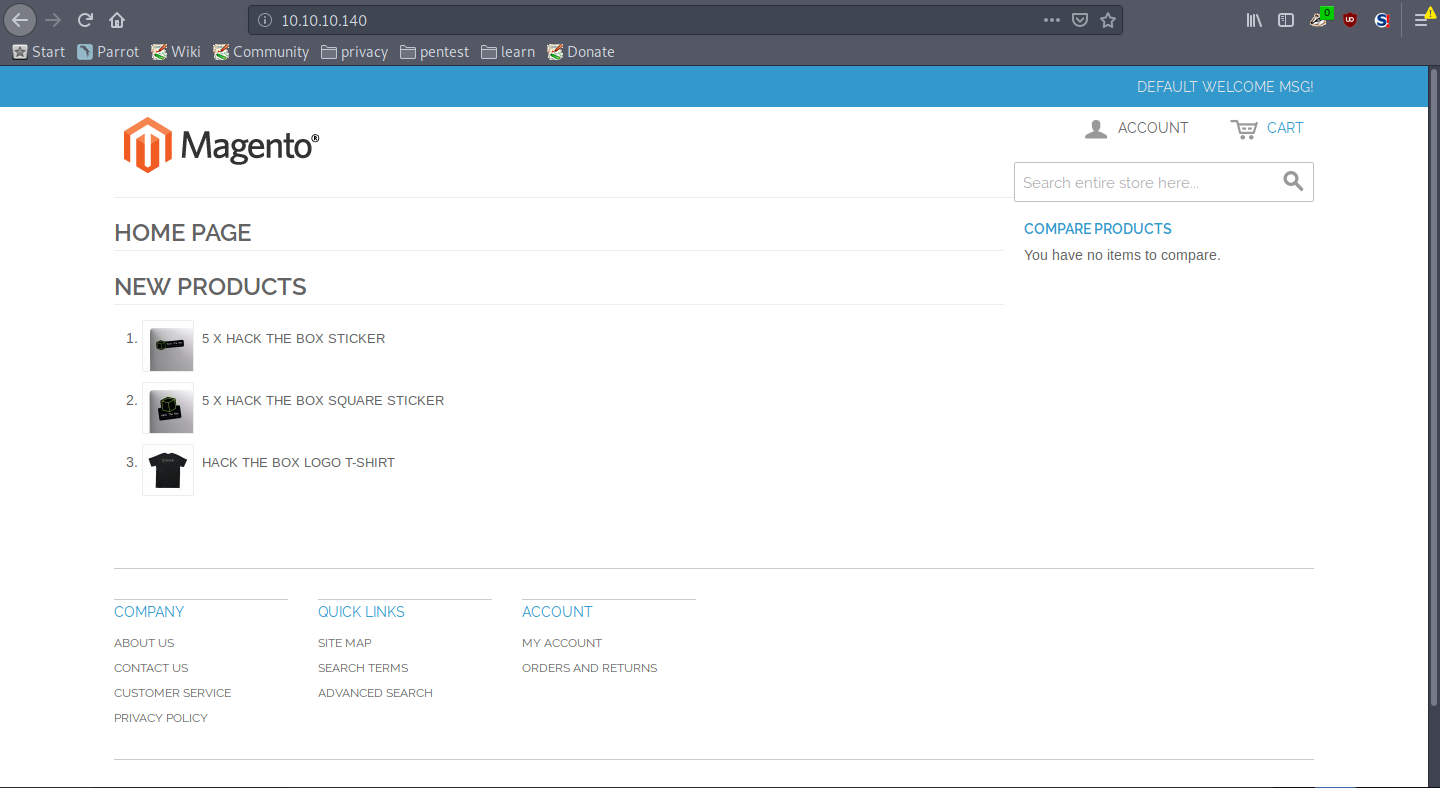 10.10.10.140
Start Parrot Wiki Community privacy pentest learn Donate
DEFAULT WELCOME MSG!
Magento®
ACCOUNT CART
Search entire store here...
HOME PAGE
COMPARE PRODUCTS
You have no items to compare.
NEW PRODUCTS
1. 5 X HACK THE BOX STICKER
2. 5 X HACK THE BOX SQUARE STICKER
3. HACK THE BOX LOGO T-SHIRT
COMPANY QUICK LINKS ACCOUNT
ABOUT US SITE MAP MY ACCOUNT
CONTACT US SEARCH TERMS ORDERS AND RETURNS
CUSTOMER SERVICE ADVANCED SEARCH
PRIVACY POLICY